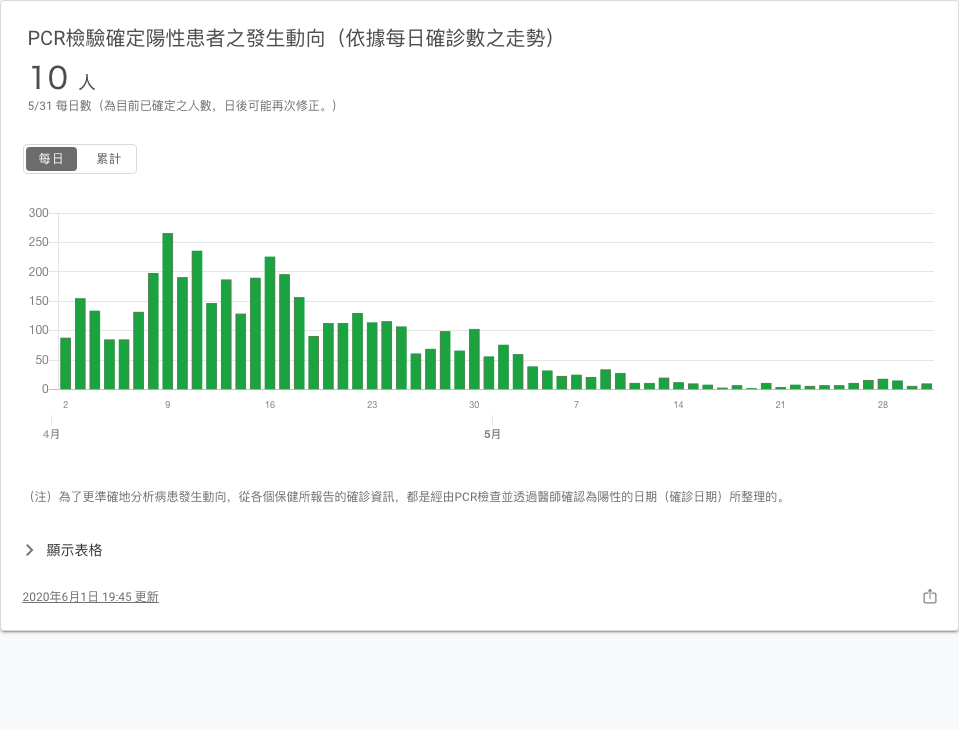 PCR檢驗確定陽性患者之發生動向（依據每日確診數之走勢）
10 人
5/31 每日數（為目前已確定之人數，日後可能再次修正。）
每日 累計
300
250
200
150
100
50
0
2 9 16 23 30 7 14 21 28
4月 5月
（注）為了更準確地分析病患發生動向，從各個保健所報告的確診資訊，都是經由PCR檢查並透過醫師確認為陽性的日期（確診日期）所整理的。
顯示表格
2020年6月1日 19:45 更新